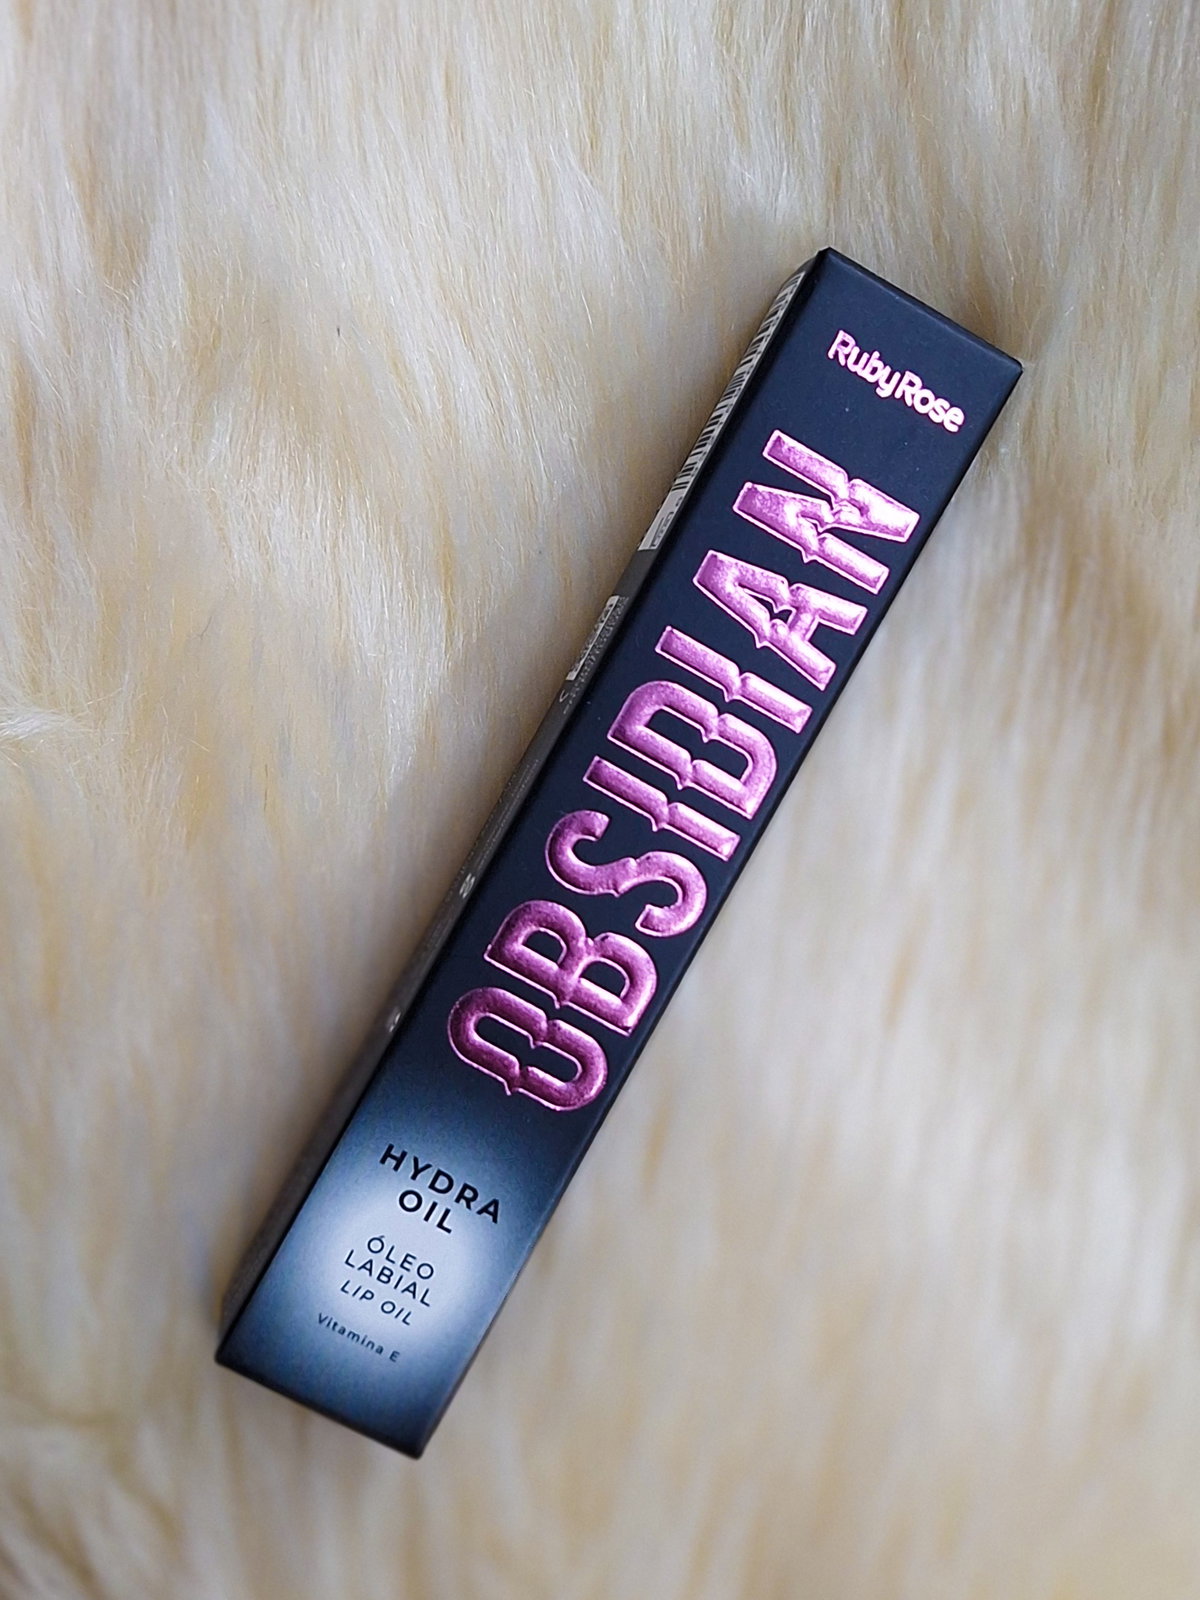 RubyRose
OBSIDIAN
HYDRA
OIL
ÓLEO
LABIAL
LIP OIL
Vitamina E